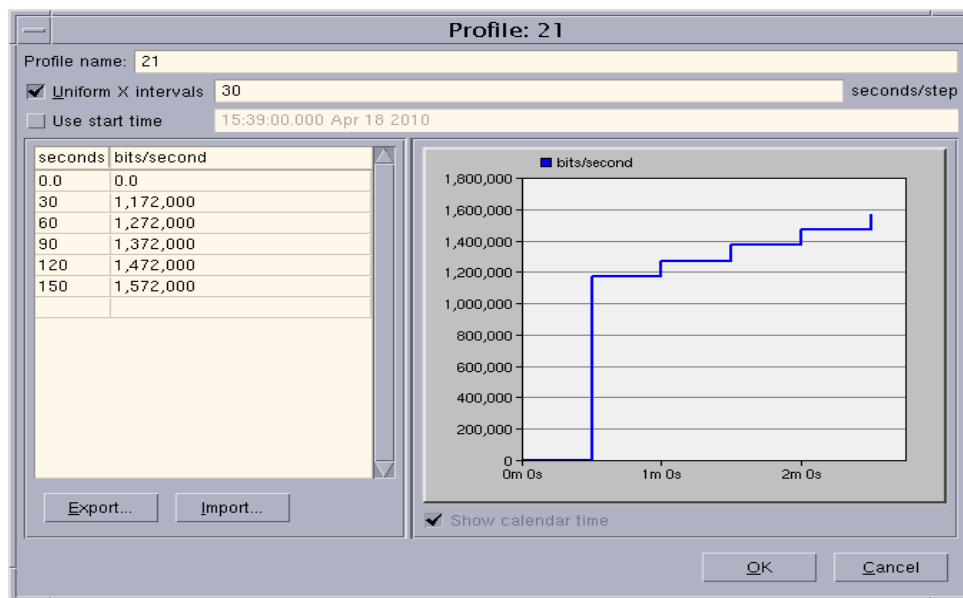 Profile: 21
Profile name: 21
Uniform X intervals 30 seconds/step
Use start time 15:39:00.000 Apr 18 2010
seconds bits/second
0.0 0.0
30 1,172,000
60 1,272,000
90 1,372,000
120 1,472,000
150 1,572,000
Export... Import...
bits/second
1,800,000
1,600,000
1,400,000
1,200,000
1,000,000
800,000
600,000
400,000
200,000
0
0m 0s 1m 0s 2m 0s
Show calendar time
OK Cancel